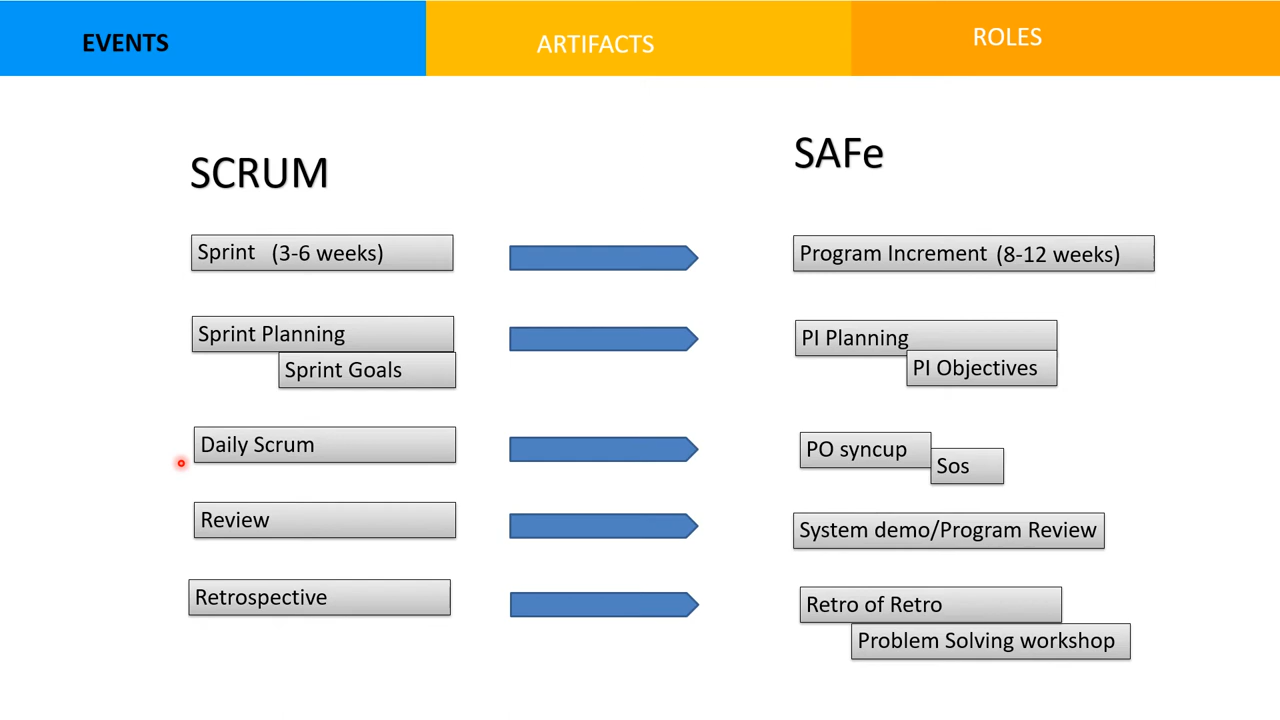 EVENTS
ARTIFACTS
ROLES
SCRUM
SAFe
Sprint (3-6 weeks)
Program Increment (8-12 weeks)
Sprint Planning
PI Planning
Sprint Goals
PI Objectives
Daily Scrum
PO syncup
Sos
Review
System demo/Program Review
Retrospective
Retro of Retro
Problem Solving workshop